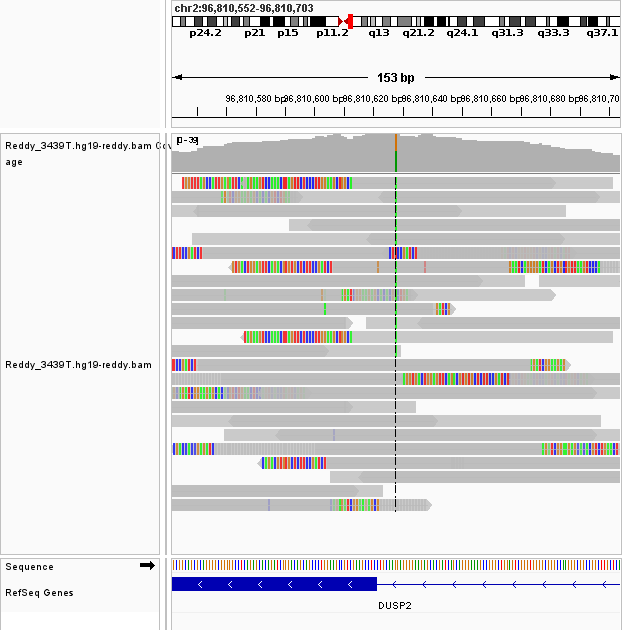 chr2:96,810,552-96,810,703
p24.2 p21 p15 p11.2 q13 q21.2 q24.1 q31.3 q33.3 q37.1
153 bp
96,810,580 bp 96,810,600 bp 96,810,620 bp 96,810,640 bp 96,810,660 bp 96,810,680 bp 96,810,70
Reddy_3439T.hg19-reddy.bam Cov
age
[0-39]
Reddy_3439T.hg19-reddy.bam
Sequence
RefSeq Genes
DUSP2